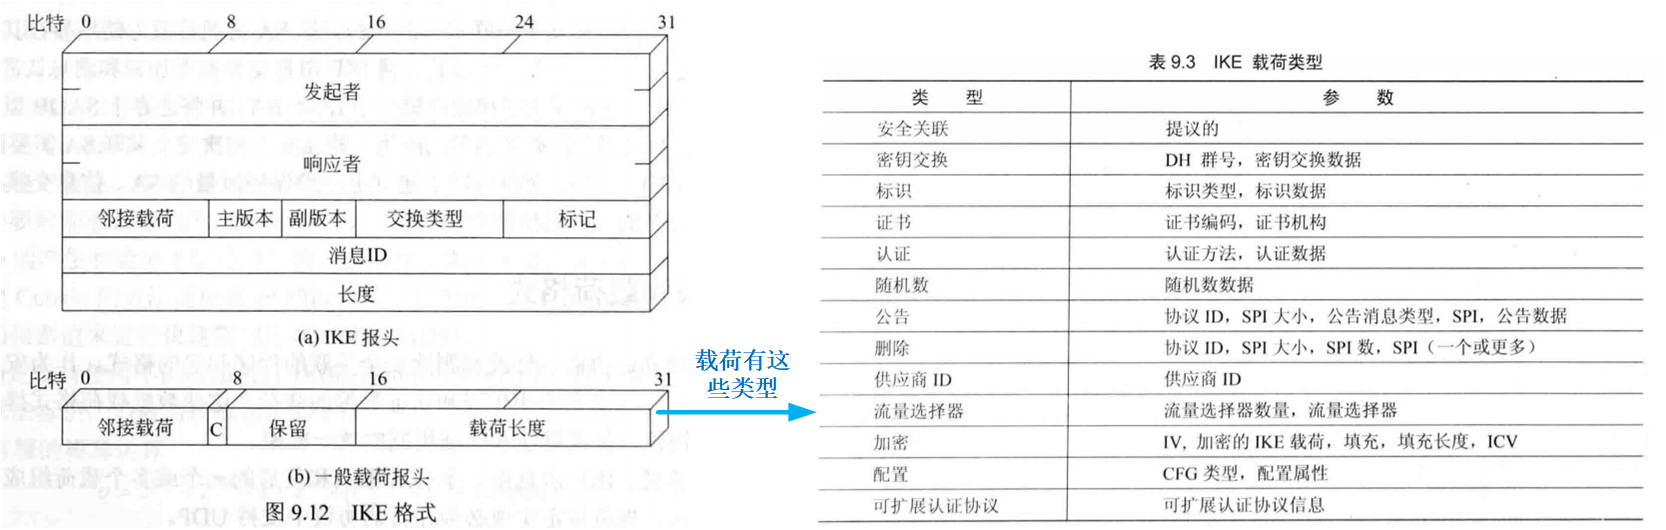 比特 0 8 16 24 31
发起者
响应者
邻接载荷 主版本 副版本 交换类型 标记
消息ID
长度
(a) IKE 报头
比特 0 8 16 31
邻接载荷 C 保留 载荷长度
(b) 一般载荷报头
图 9.12 IKE 格式
载荷有这
些类型
表 9.3 IKE 载荷类型
类 型 参 数
安全关联 提议的
密钥交换 DH 群号，密钥交换数据
标识 标识类型，标识数据
证书 证书编码，证书机构
认证 认证方法，认证数据
随机数 随机数数据
公告 协议 ID，SPI 大小，公告消息类型，SPI，公告数据
删除 协议 ID，SPI 大小，SPI 数，SPI（一个或更多）
供应商 ID 供应商 ID
流量选择器 流量选择器数量，流量选择器
加密 IV, 加密的 IKE 载荷，填充，填充长度，ICV
配置 CFG 类型，配置属性
可扩展认证协议 可扩展认证协议信息